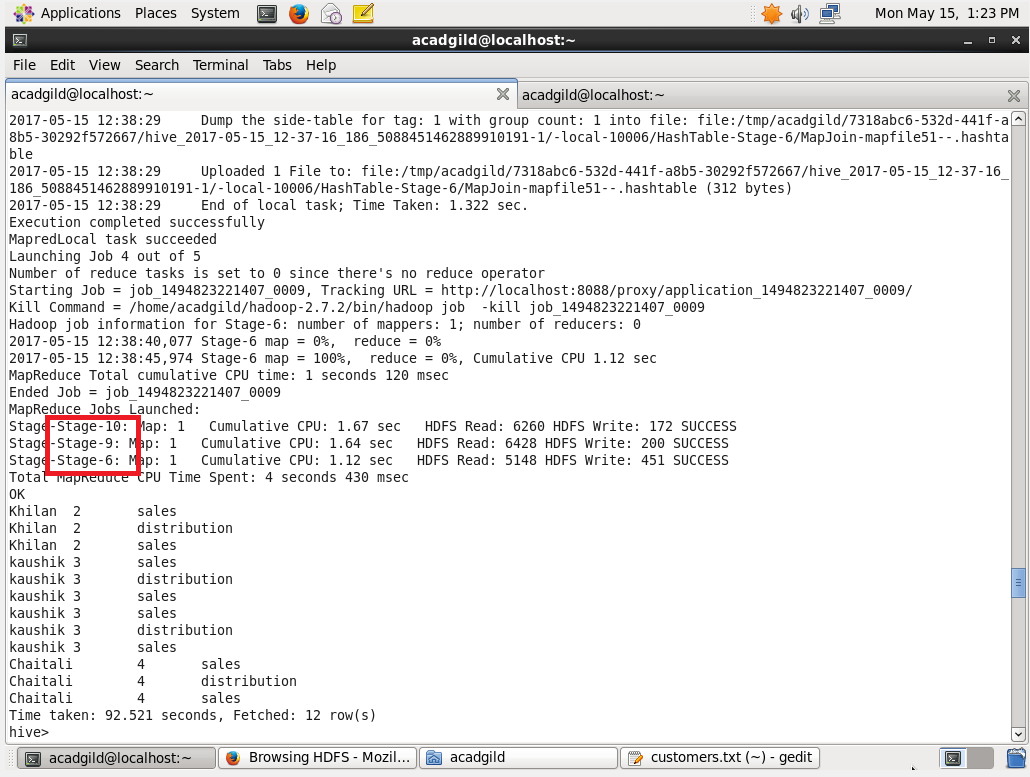 Applications Places System Mon May 15, 1:23 PM
acadgild@localhost:~
File Edit View Search Terminal Tabs Help
acadgild@localhost:~ acadgild@localhost:~
2017-05-15 12:38:29     Dump the side-table for tag: 1 with group count: 1 into file: file:/tmp/acadgild/7318abc6-532d-441f-a
8b5-30292f572667/hive_2017-05-15_12-37-16_186_5088451462889910191-1/-local-10006/HashTable-Stage-6/MapJoin-mapfile51--.hashta
ble
2017-05-15 12:38:29     Uploaded 1 File to: file:/tmp/acadgild/7318abc6-532d-441f-a8b5-30292f572667/hive_2017-05-15_12-37-16_
186_5088451462889910191-1/-local-10006/HashTable-Stage-6/MapJoin-mapfile51--.hashtable (312 bytes)
2017-05-15 12:38:29     End of local task; Time Taken: 1.322 sec.
Execution completed successfully
MapredLocal task succeeded
Launching Job 4 out of 5
Number of reduce tasks is set to 0 since there's no reduce operator
Starting Job = job_1494823221407_0009, Tracking URL = http://localhost:8088/proxy/application_1494823221407_0009/
Kill Command = /home/acadgild/hadoop-2.7.2/bin/hadoop job  -kill job_1494823221407_0009
Hadoop job information for Stage-6: number of mappers: 1; number of reducers: 0
2017-05-15 12:38:40,077 Stage-6 map = 0%,  reduce = 0%
2017-05-15 12:38:45,974 Stage-6 map = 100%,  reduce = 0%, Cumulative CPU 1.12 sec
MapReduce Total cumulative CPU time: 1 seconds 120 msec
Ended Job = job_1494823221407_0009
MapReduce Jobs Launched:
Stage-Stage-10: Map: 1   Cumulative CPU: 1.67 sec   HDFS Read: 6260 HDFS Write: 172 SUCCESS
Stage-Stage-9: Map: 1   Cumulative CPU: 1.64 sec   HDFS Read: 6428 HDFS Write: 200 SUCCESS
Stage-Stage-6: Map: 1   Cumulative CPU: 1.12 sec   HDFS Read: 5148 HDFS Write: 451 SUCCESS
Total MapReduce CPU Time Spent: 4 seconds 430 msec
OK
Khilan  2       sales
Khilan  2       distribution
Khilan  2       sales
kaushik 3       sales
kaushik 3       distribution
kaushik 3       sales
kaushik 3       sales
kaushik 3       distribution
kaushik 3       sales
Chaitali        4       sales
Chaitali        4       distribution
Chaitali        4       sales
Time taken: 92.521 seconds, Fetched: 12 row(s)
hive>
acadgild@localhost:~ Browsing HDFS - Mozil... acadgild customers.txt (~) - gedit